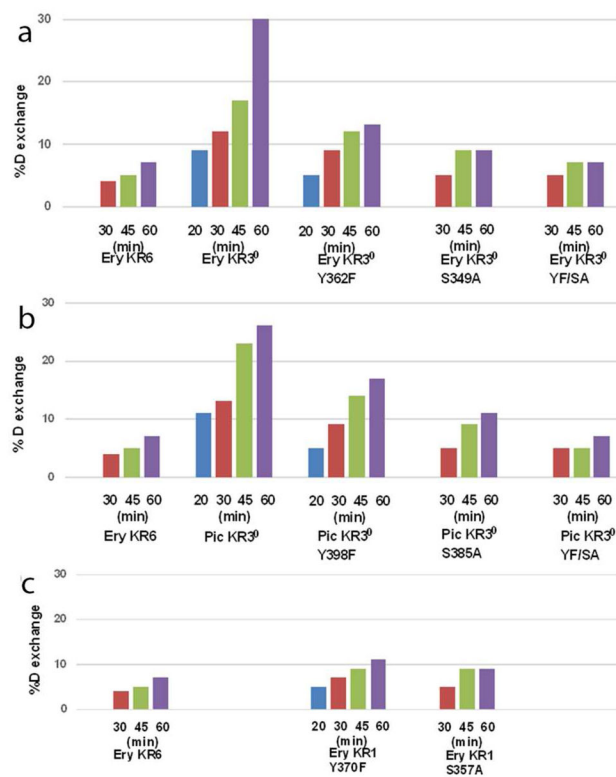 a
30
20
10
0
%D exchange
30 45 60 20 30 45 60 20 30 45 60 30 45 60 30 45 60
(min) (min) (min) (min) (min)
Ery KR6 Ery KR3⁰ Ery KR3⁰ Ery KR3⁰ Ery KR3⁰
Y362F S349A YF/SA
b
30
20
10
0
% D exchange
30 45 60 20 30 45 60 20 30 45 60 30 45 60 30 45 60
(min) (min) (min) (min) (min)
Ery KR6 Pic KR3⁰ Pic KR3⁰ Pic KR3⁰ Pic KR3⁰
Y398F S385A YF/SA
c
30
20
10
0
%D exchange
30 45 60 20 30 45 60 30 45 60
(min) (min) (min)
Ery KR6 Ery KR1 Ery KR1
Y370F S357A